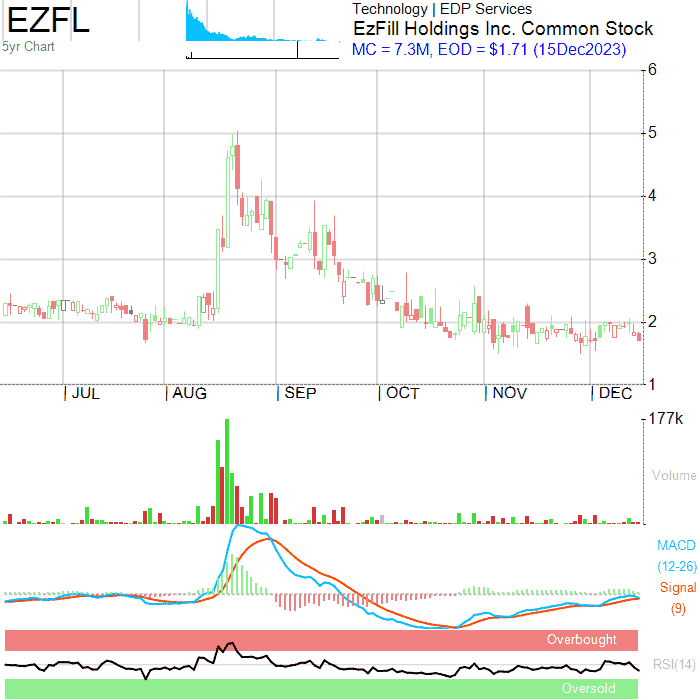 EZFL
5yr Chart
Technology | EDP Services
EzFill Holdings Inc. Common Stock
MC = 7.3M, EOD = $1.71 (15Dec2023)
6
5
4
3
2
1
JUL
AUG
SEP
OCT
NOV
DEC
177k
Volume
MACD
(12-26)
Signal
(9)
Overbought
RSI(14)
Oversold